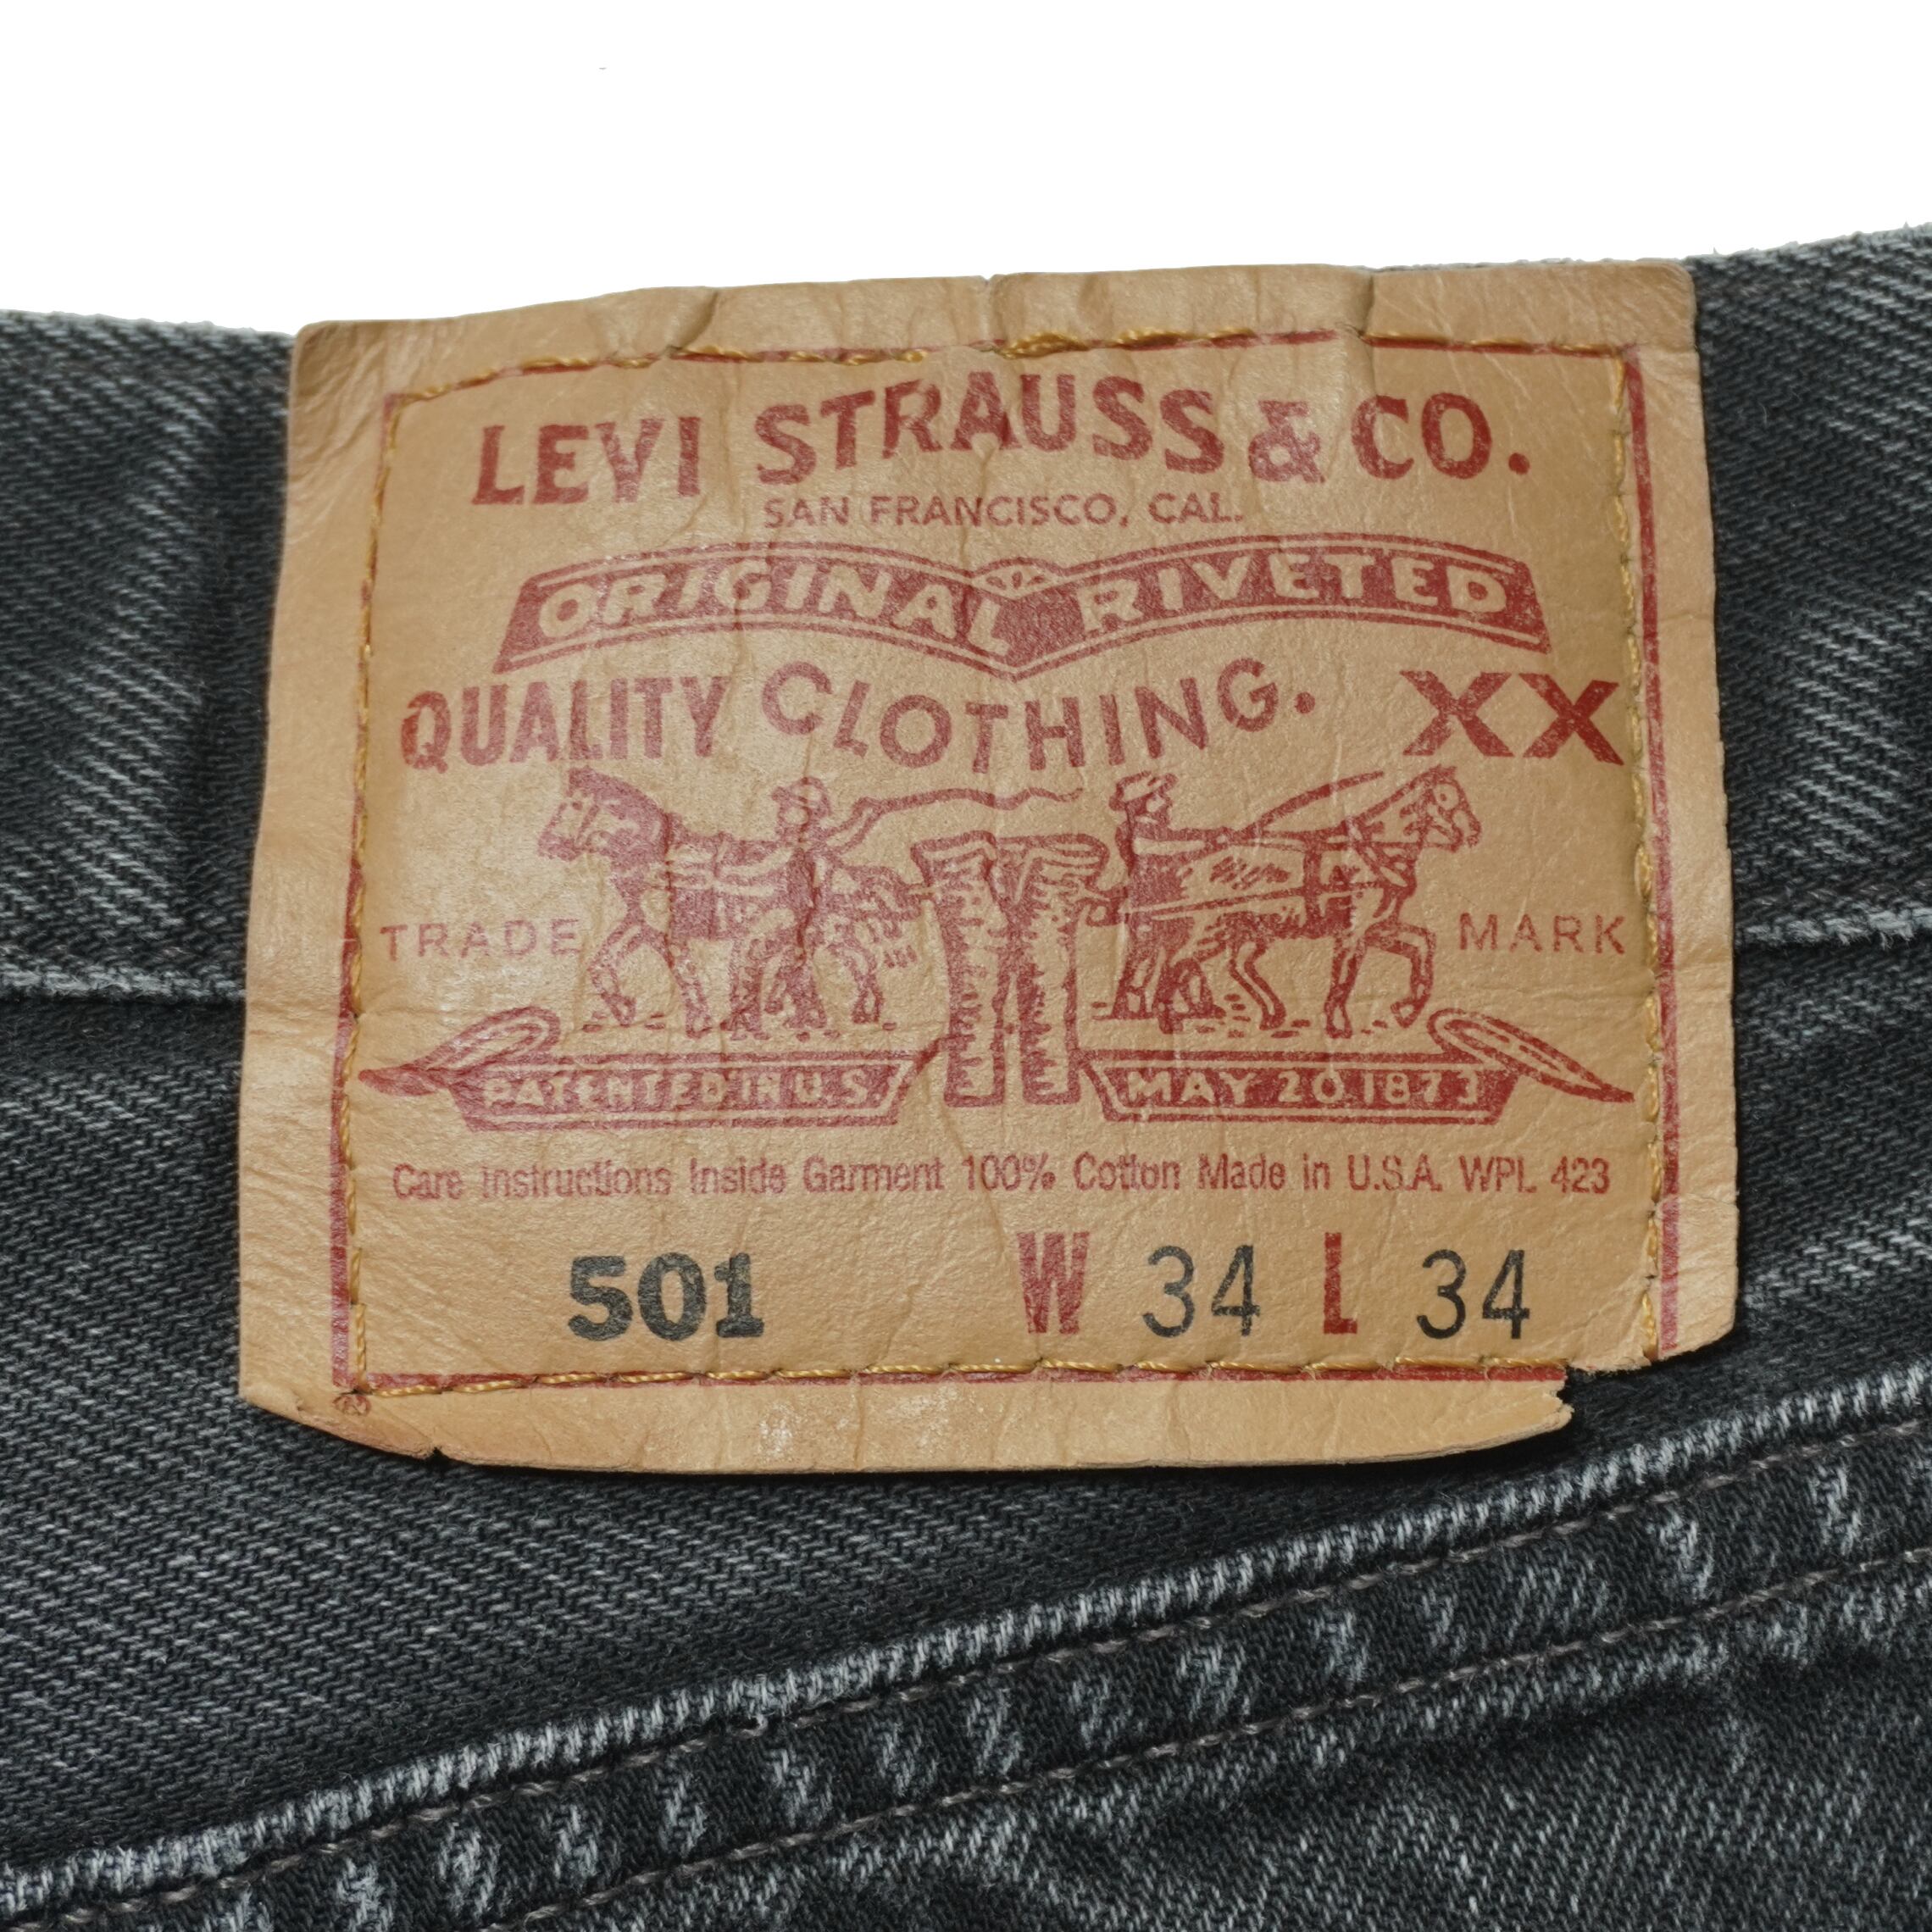 LEVI STRAUSS & CO.
SAN FRANCISCO, CAL.
ORIGINAL RIVETED
QUALITY CLOTHING. XX
TRADE MARK
PATENTED IN U.S. MAY 20 1873
Care Instructions Inside Garment 100% Cotton Made in U.S.A. WPL 423
501 W 34 L 34
®